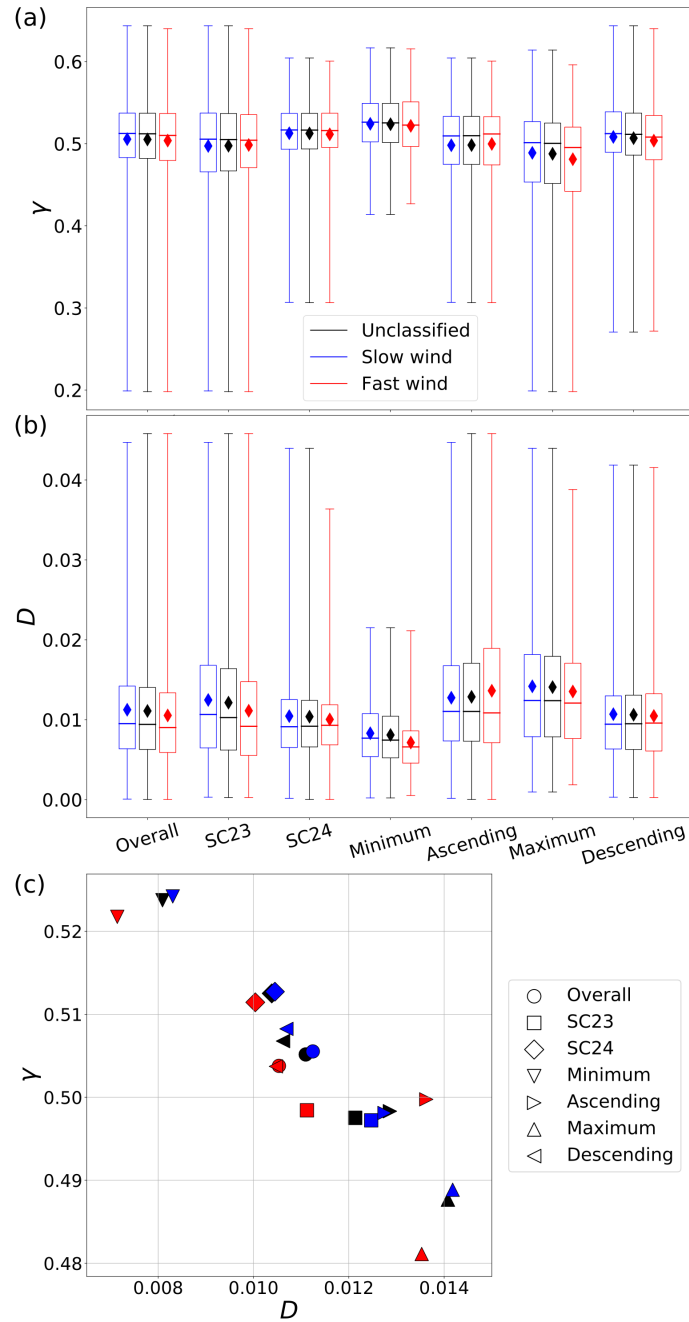 (a)
0.6
0.5
γ
0.4
0.3
0.2
Unclassified
Slow wind
Fast wind
(b)
0.04
0.03
D
0.02
0.01
0.00
Overall
SC23
SC24
Minimum
Ascending
Maximum
Descending
(c)
0.52
0.51
γ
0.50
0.49
0.48
0.008
0.010
0.012
0.014
D
Overall
SC23
SC24
Minimum
Ascending
Maximum
Descending